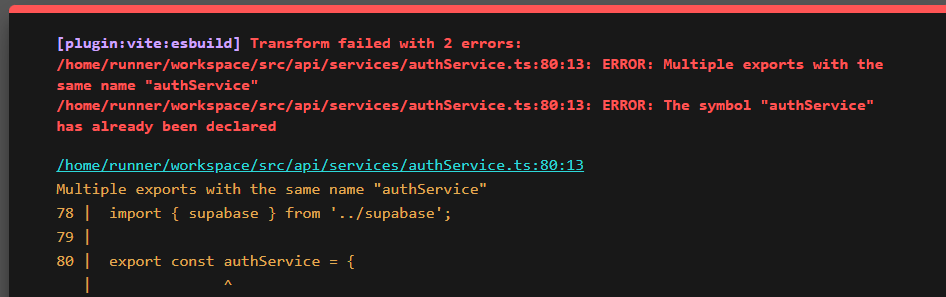 [plugin:vite:esbuild] Transform failed with 2 errors:
/home/runner/workspace/src/api/services/authService.ts:80:13: ERROR: Multiple exports with the
same name "authService"
/home/runner/workspace/src/api/services/authService.ts:80:13: ERROR: The symbol "authService"
has already been declared
/home/runner/workspace/src/api/services/authService.ts:80:13
Multiple exports with the same name "authService"
78 |  import { supabase } from '../supabase';
79 |
80 |  export const authService = {
   |               ^